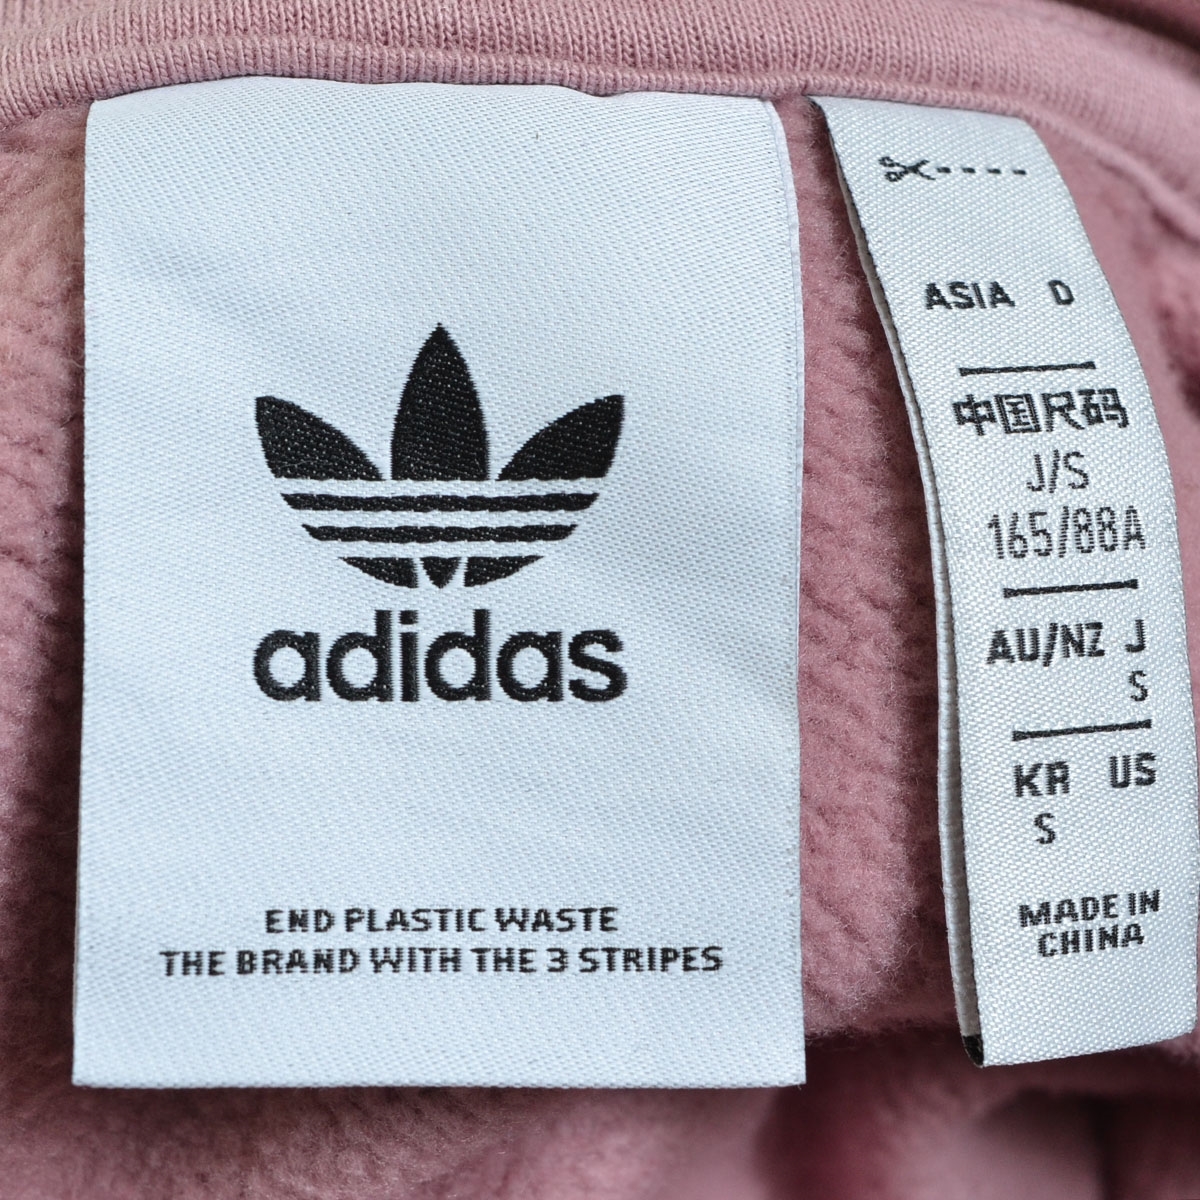 adidas
END PLASTIC WASTE
THE BRAND WITH THE 3 STRIPES
ASIA D
中国尺码
J/S
165/88A
AU/NZ J
S
KR US
S
MADE IN
CHINA